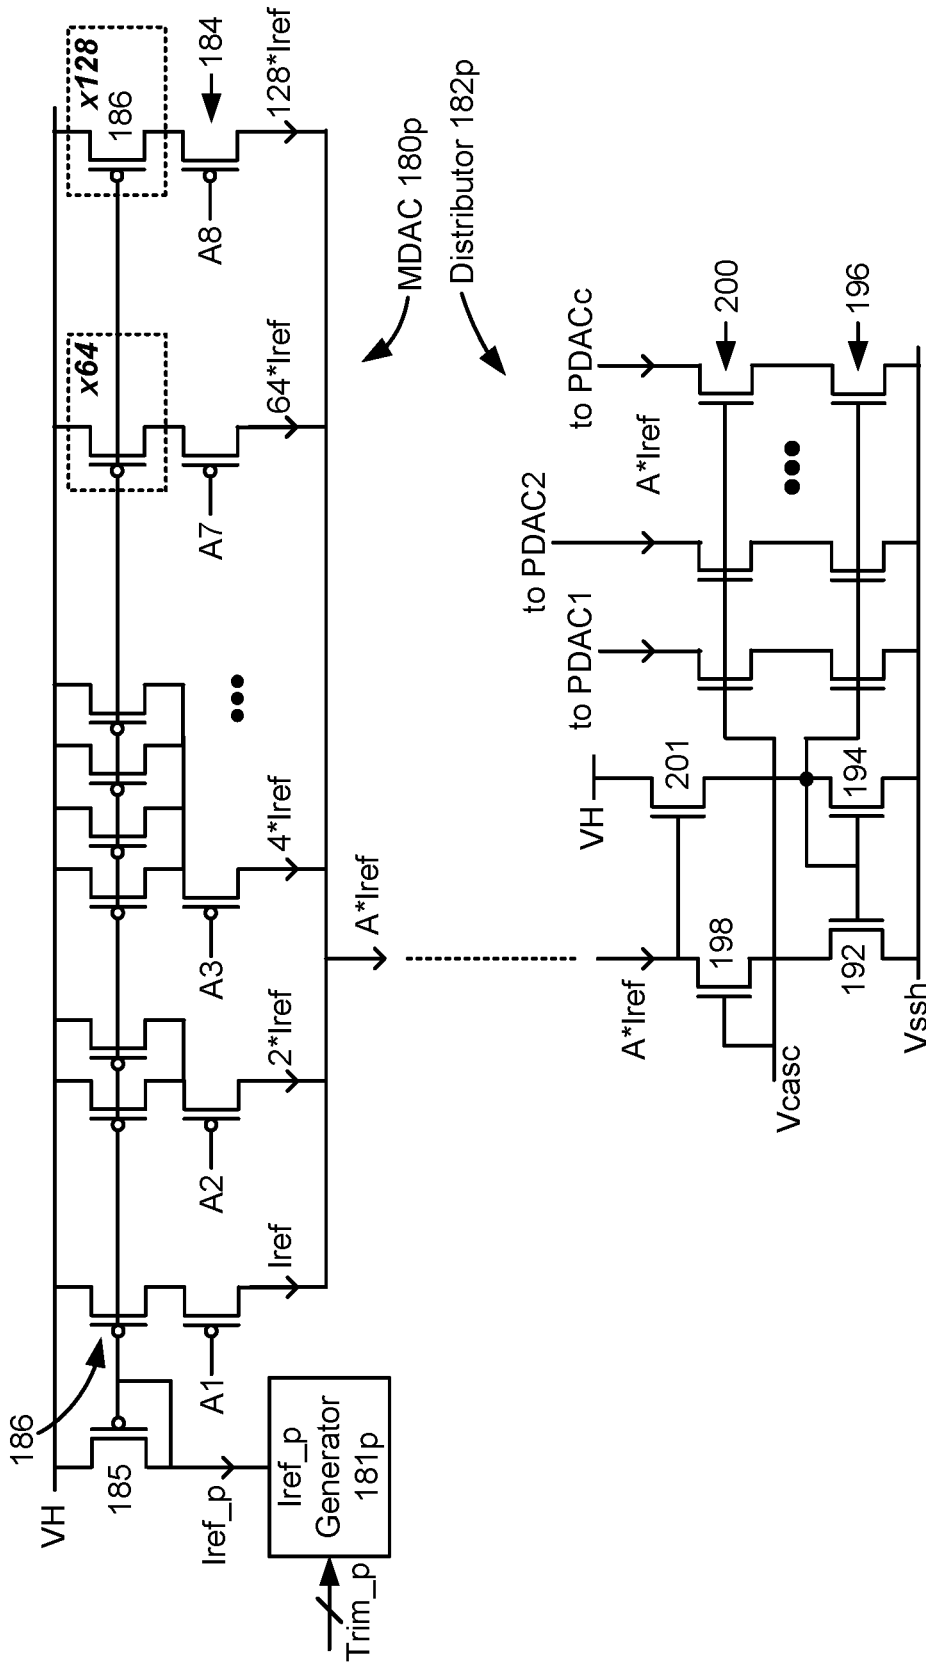 VH
186
185
Iref_p
Iref_p
Generator
181p
Trim_p
A1
Iref
A2
2*Iref
A3
4*Iref
A*Iref
A7
64*Iref
x64
A8
128*Iref
x128
186
184
MDAC 180p
Distributor 182p
A*Iref
198
Vcasc
192
Vssh
VH
201
194
to PDAC1
to PDAC2
A*Iref
to PDACc
200
196